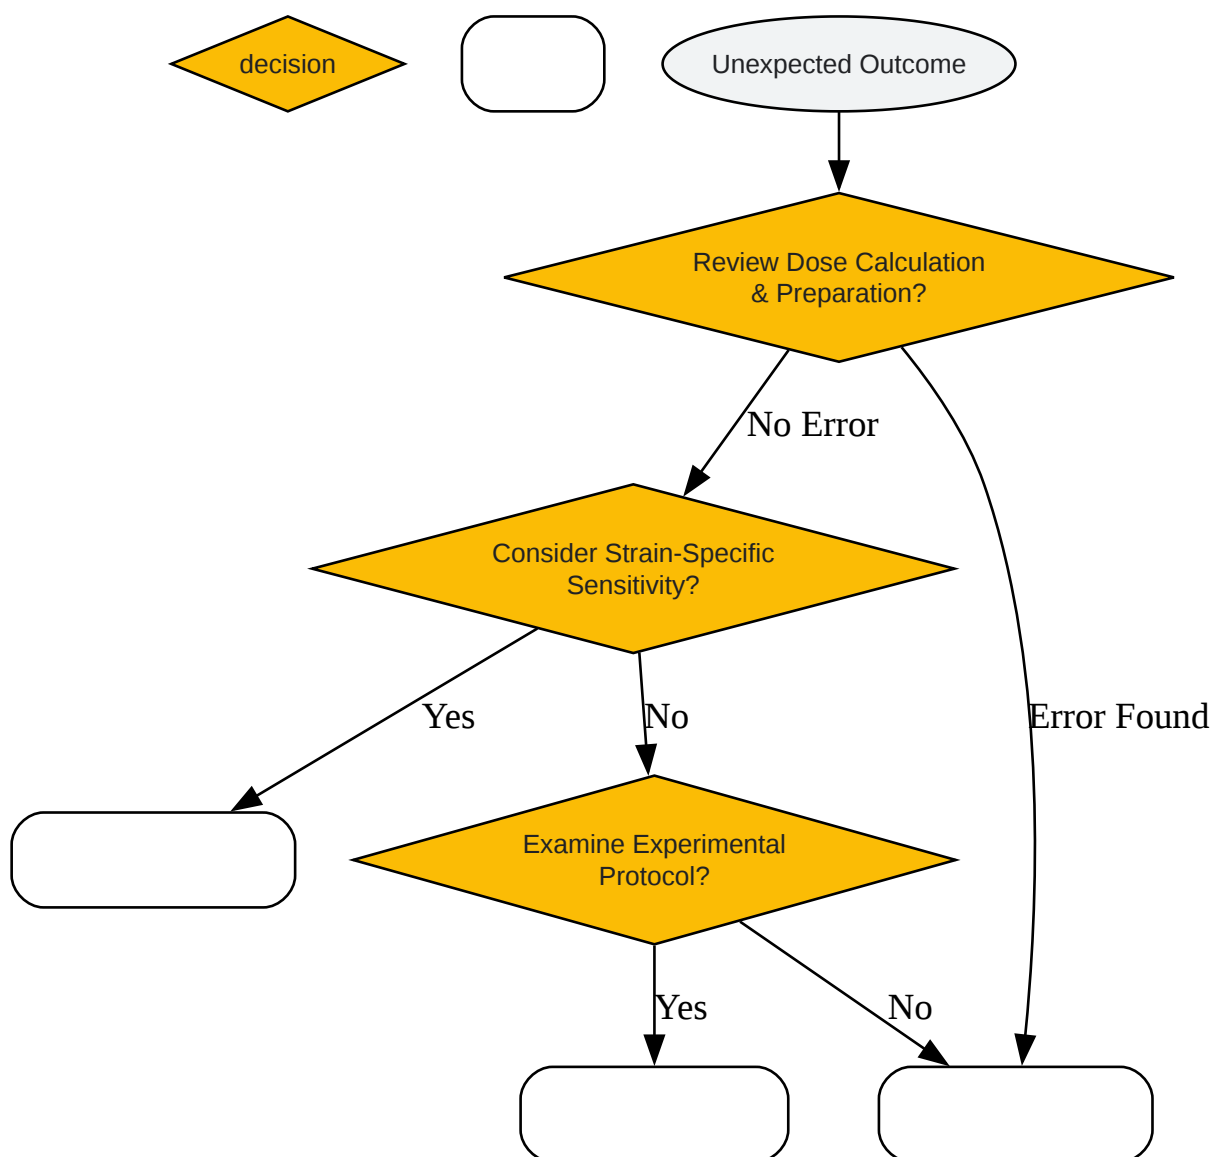 decision
Unexpected Outcome
Review Dose Calculation
& Preparation?
No Error
Consider Strain-Specific
Sensitivity?
Yes
No
Error Found
Examine Experimental
Protocol?
Yes
No